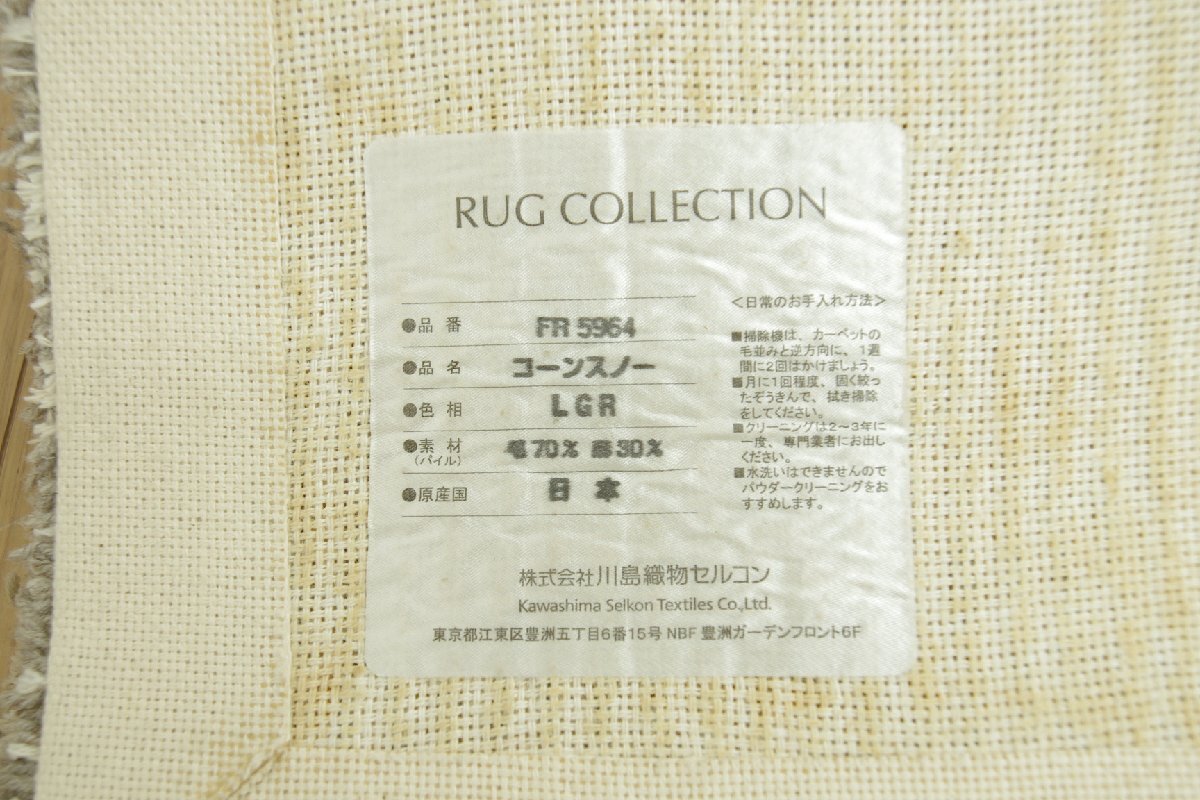 RUG COLLECTION
●品番 FR 5964
●品名 コーンスノー
●色相 LGR
●素材 毛70% 麻30%
(パイル)
●原産国 日本
<日常のお手入れ方法>
■掃除機は、カーペットの
毛並みと逆方向に、1週
間に2回はかけましょう。
■月に1回程度、固く絞っ
たぞうきんで、拭き掃除
をしてください。
■クリーニングは2〜3年に
一度、専門業者にお出し
ください。
■水洗いはできませんので
パウダークリーニングをお
すすめします。
株式会社川島織物セルコン
Kawashima Selkon Textiles Co.,Ltd.
東京都江東区豊洲五丁目6番15号 NBF 豊洲ガーデンフロント6F